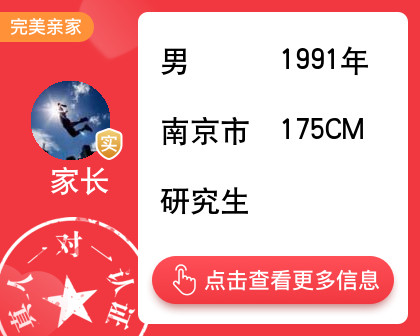 完美亲家
男 1991年
实
南京市 175CM
家长
研究生
真人一对一认证
点击查看更多信息